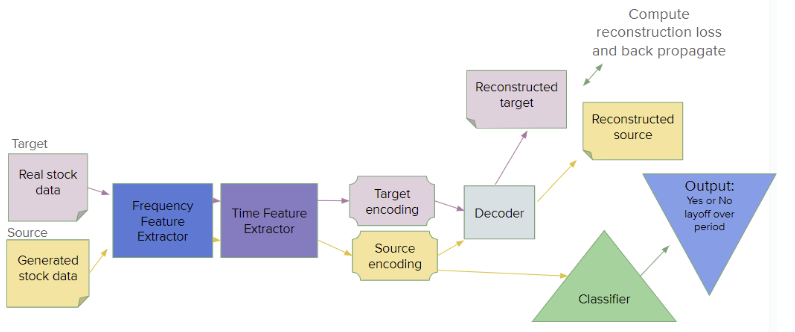 Compute
reconstruction loss
and back propagate
Reconstructed
target
Reconstructed
source
Target
Real stock
data
Source
Generated
stock data
Frequency
Feature
Extractor
Time Feature
Extractor
Target
encoding
Source
encoding
Decoder
Classifier
Output:
Yes or No
layoff over
period